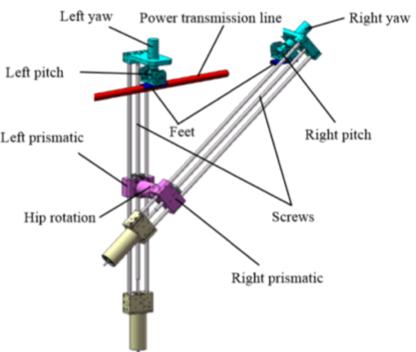 Left yaw
Power transmission line
Right yaw
Left pitch
Feet
Right pitch
Left prismatic
Hip rotation
Screws
Right prismatic